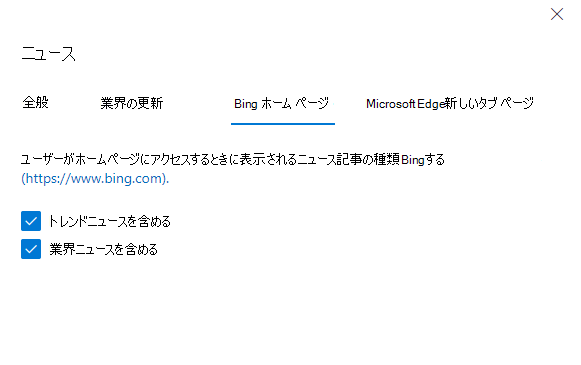 ニュース
全般 業界の更新 Bing ホーム ページ Microsoft Edge新しいタブ ページ
ユーザーがホームページにアクセスするときに表示されるニュース記事の種類Bingする
(https://www.bing.com).
トレンドニュースを含める
業界ニュースを含める